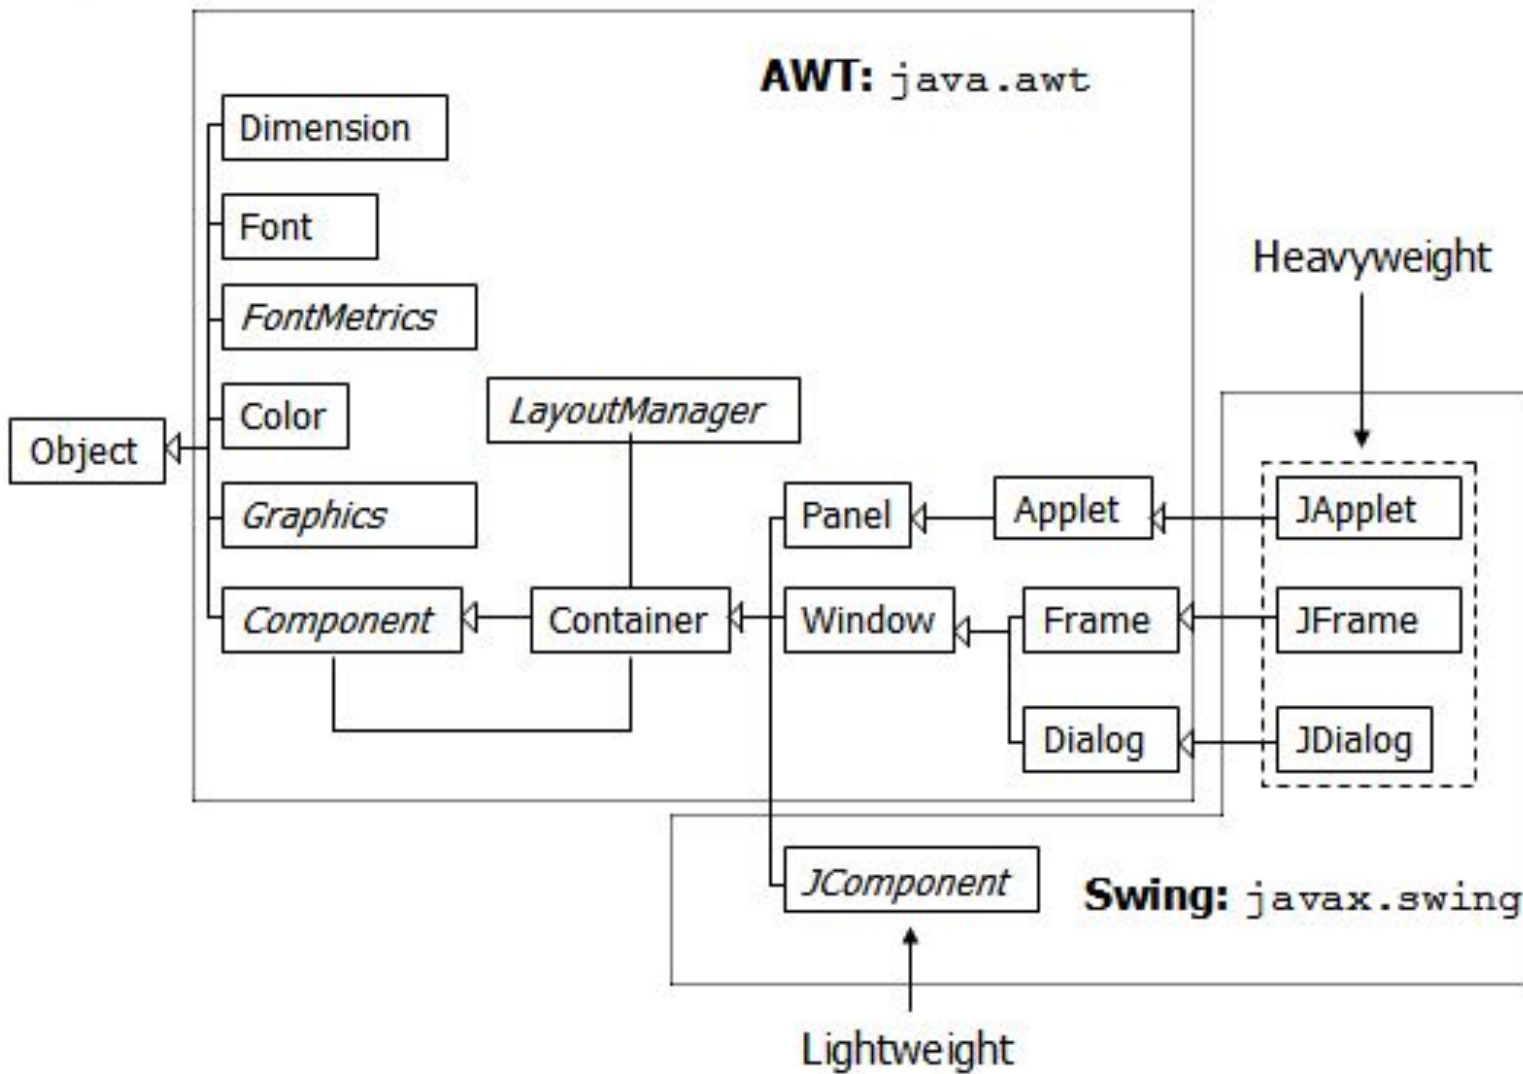 AWT: java.awt
Dimension
Font
Heavyweight
FontMetrics
Color
LayoutManager
Object
Graphics
Panel
Applet
JApplet
Component
Container
Window
Frame
JFrame
Dialog
JDialog
JComponent
Swing: javax.swing
Lightweight